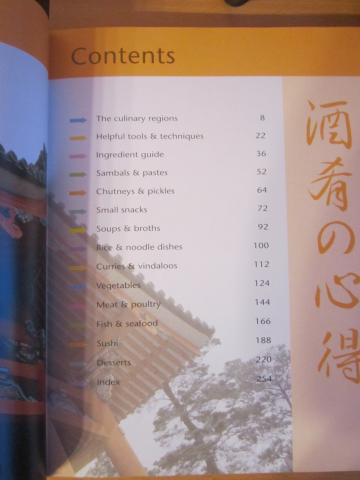 Contents
The culinary regions 8
Helpful tools & techniques 22
Ingredient guide 36
Sambals & pastes 52
Chutneys & pickles 64
Small snacks 72
Soups & broths 92
Rice & noodle dishes 100
Curries & vindaloos 112
Vegetables 124
Meat & poultry 144
Fish & seafood 166
Sushi 188
Desserts 220
Index 254
酒肴の心得